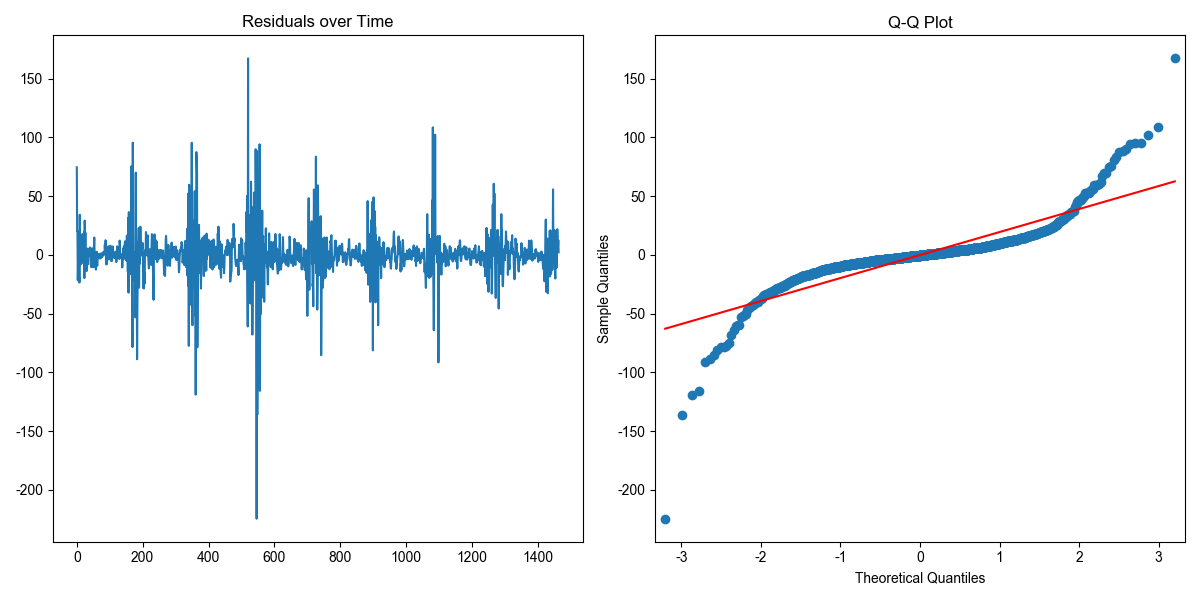 Residuals over Time
150
100
50
0
-50
-100
-150
-200
0 200 400 600 800 1000 1200 1400
Q-Q Plot
Sample Quantiles
150
100
50
0
-50
-100
-150
-200
-3 -2 -1 0 1 2 3
Theoretical Quantiles